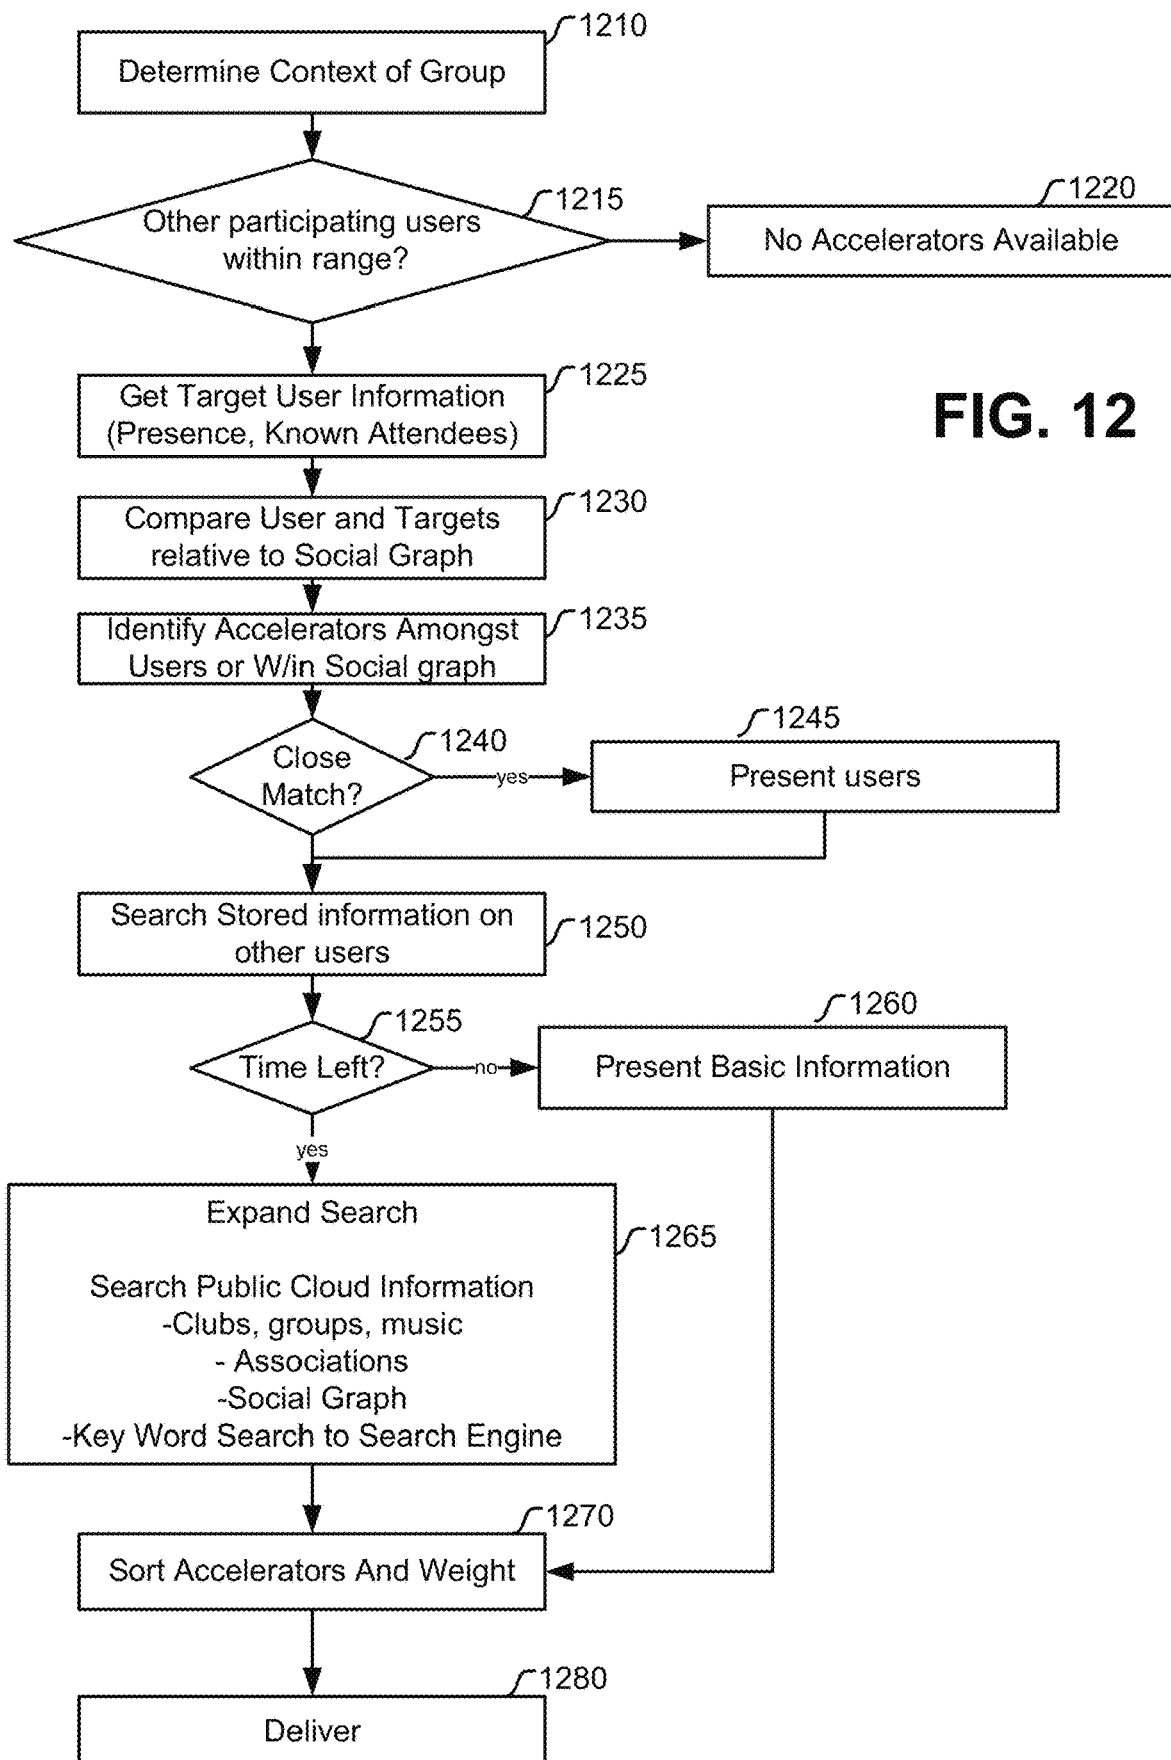 1210
Determine Context of Group
1215
Other participating users
within range?
1220
No Accelerators Available
1225
Get Target User Information
(Presence, Known Attendees)
FIG. 12
1230
Compare User and Targets
relative to Social Graph
1235
Identify Accelerators Amongst
Users or W/in Social graph
1240
Close
Match?
yes
1245
Present users
Search Stored information on
other users
1250
1255
Time Left?
no
1260
Present Basic Information
yes
Expand Search
1265
Search Public Cloud Information
-Clubs, groups, music
- Associations
-Social Graph
-Key Word Search to Search Engine
1270
Sort Accelerators And Weight
1280
Deliver